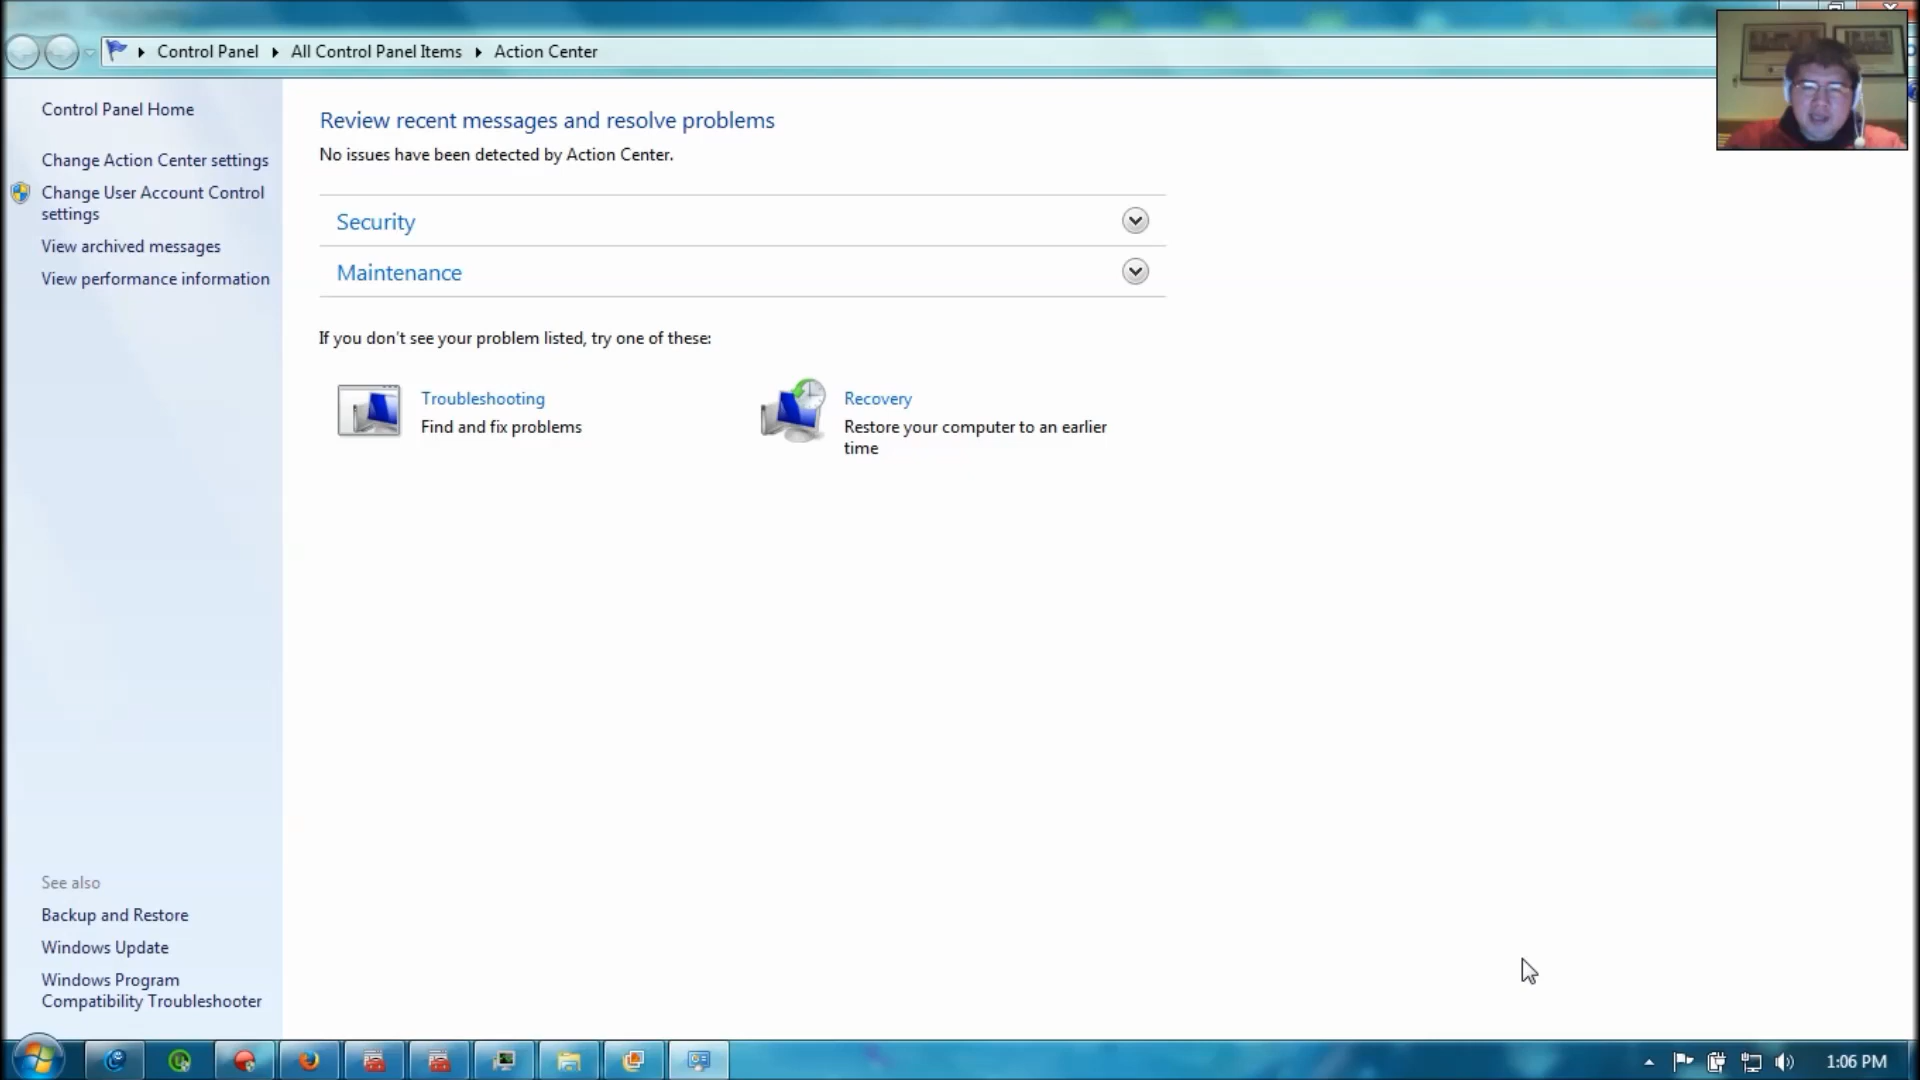 Control Panel
All Control Panel Items
Action Center
Control Panel Home
Change Action Center settings
Change User Account Control
settings
View archived messages
View performance information
Review recent messages and resolve problems
No issues have been detected by Action Center.
Security
Maintenance
If you don't see your problem listed, try one of these:
Troubleshooting
Find and fix problems
Recovery
Restore your computer to an earlier
time
See also
Backup and Restore
Windows Update
Windows Program
Compatibility Troubleshooter
1:06 PM